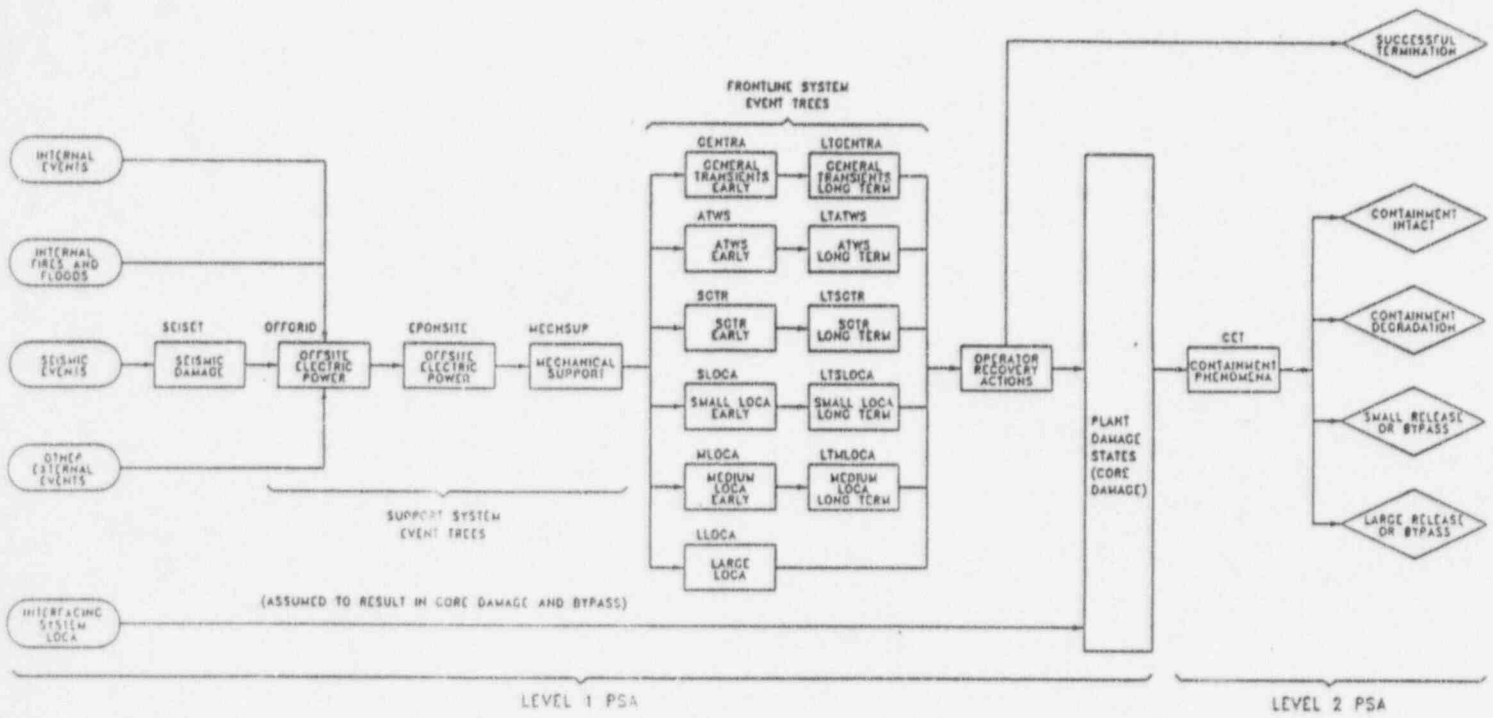 SUCCESSFUL
TERMINATION
FRONTLINE SYSTEM
EVENT TREES
INTERNAL
EVENTS
GENTRA
GENERAL
TRANSIENTS
EARLY
LTGENTRA
GENERAL
TRANSIENTS
LONG TERM
ATWS
ATWS
EARLY
LTATWS
ATWS
LONG TERM
CONTAINMENT
INTACT
INTERNAL
FIRES AND
FLOODS
SGTR
SGTR
EARLY
LTSGTR
SGTR
LONG TERM
CONTAINMENT
DEGRADATION
SEISMIC
EVENTS
SEISET
SEISMIC
DAMAGE
OFFGRID
OFFSITE
ELECTRIC
POWER
EPONSITE
OFFSITE
ELECTRIC
POWER
MECHSUP
MECHANICAL
SUPPORT
OPERATOR
RECOVERY
ACTIONS
CET
CONTAINMENT
PHENOMENA
SLOCA
SMALL LOCA
EARLY
LTSLOCA
SMALL LOCA
LONG TERM
PLANT
DAMAGE
STATES
(CORE
DAMAGE)
SMALL RELEASE
OR BYPASS
OTHER
EXTERNAL
EVENTS
MLOCA
MEDIUM
LOCA
EARLY
LTMLOCA
MEDIUM
LOCA
LONG TERM
SUPPORT SYSTEM
EVENT TREES
LARGE RELEASE
OR BYPASS
LLOCA
LARGE
LOCA
INTERFACING
SYSTEM
LOCA
(ASSUMED TO RESULT IN CORE DAMAGE AND BYPASS)
LEVEL 1 PSA
LEVEL 2 PSA